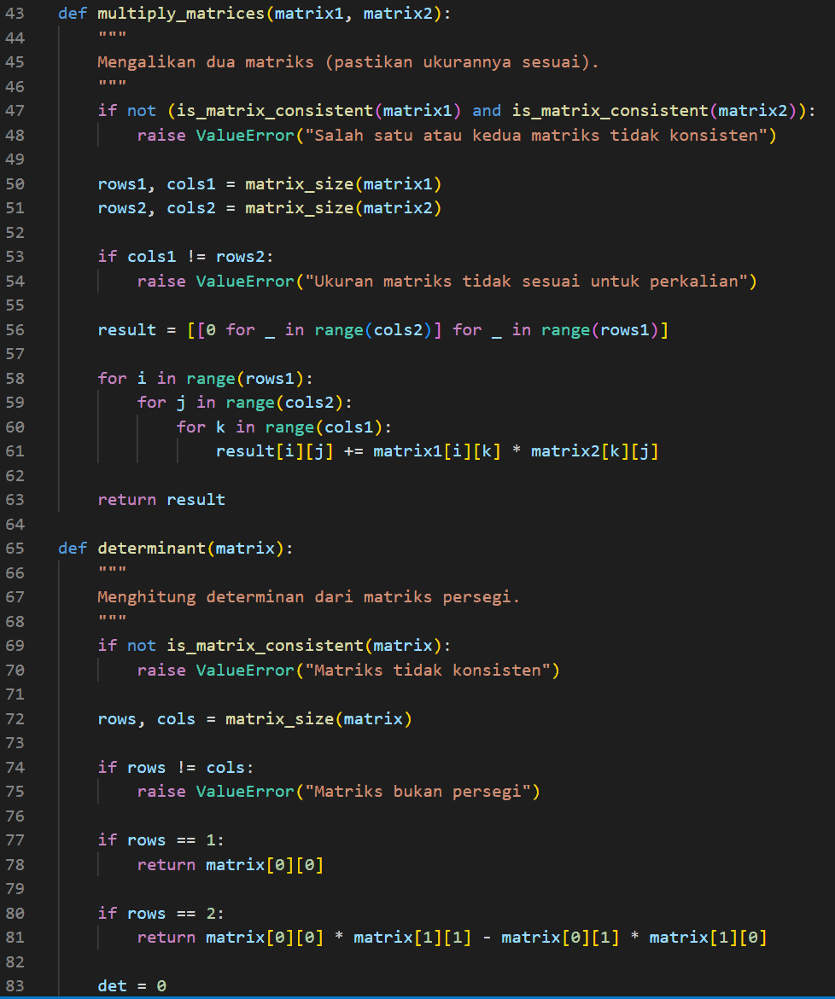 43 def multiply_matrices(matrix1, matrix2):
44 """
45 Mengalikan dua matriks (pastikan ukurannya sesuai).
46 """
47 if not (is_matrix_consistent(matrix1) and is_matrix_consistent(matrix2)):
48 raise ValueError("Salah satu atau kedua matriks tidak konsisten")
49
50 rows1, cols1 = matrix_size(matrix1)
51 rows2, cols2 = matrix_size(matrix2)
52
53 if cols1 != rows2:
54 raise ValueError("Ukuran matriks tidak sesuai untuk perkalian")
55
56 result = [[0 for _ in range(cols2)] for _ in range(rows1)]
57
58 for i in range(rows1):
59 for j in range(cols2):
60 for k in range(cols1):
61 result[i][j] += matrix1[i][k] * matrix2[k][j]
62
63 return result
64
65 def determinant(matrix):
66 """
67 Menghitung determinan dari matriks persegi.
68 """
69 if not is_matrix_consistent(matrix):
70 raise ValueError("Matriks tidak konsisten")
71
72 rows, cols = matrix_size(matrix)
73
74 if rows != cols:
75 raise ValueError("Matriks bukan persegi")
76
77 if rows == 1:
78 return matrix[0][0]
79
80 if rows == 2:
81 return matrix[0][0] * matrix[1][1] - matrix[0][1] * matrix[1][0]
82
83 det = 0